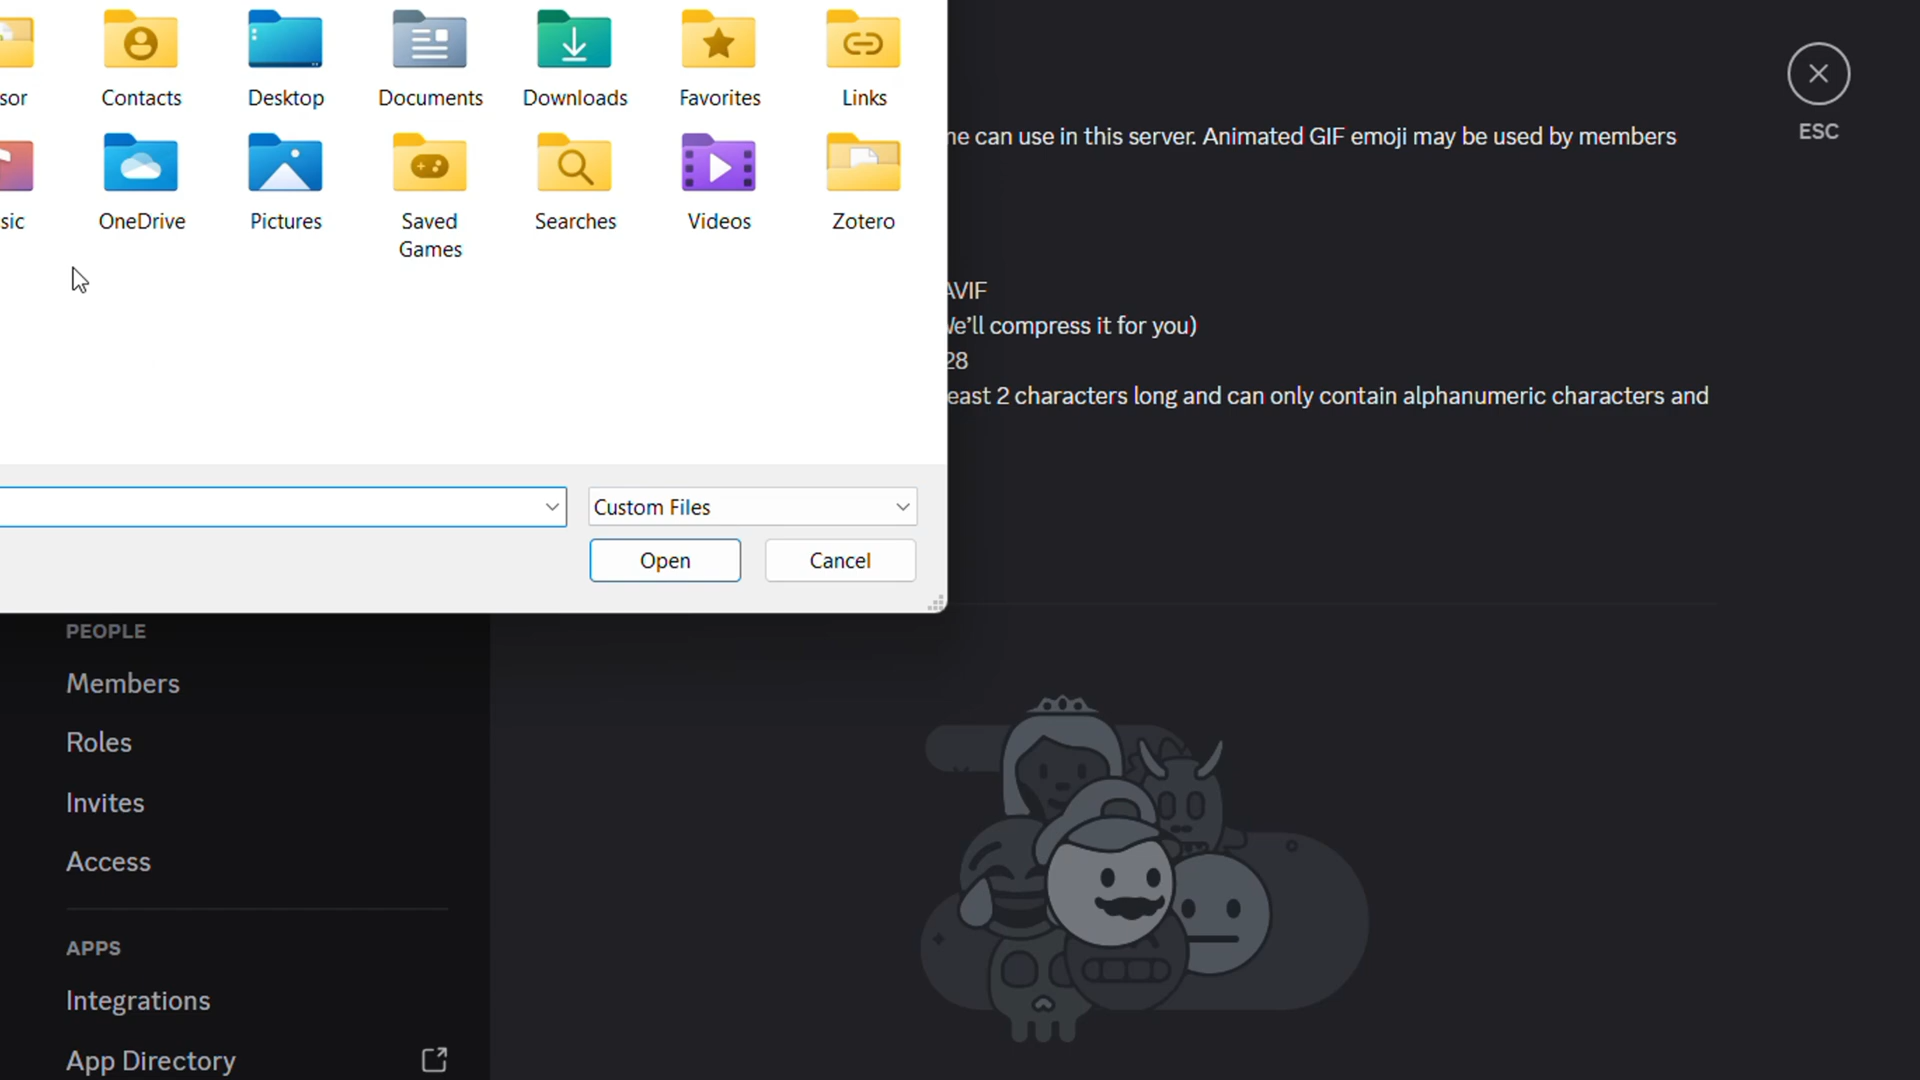 Contacts Desktop Documents Downloads Favorites Links
OneDrive Pictures Saved Games Searches Videos Zotero
can use in this server. Animated GIF emoji may be used by members
ESC
AVIF
We'll compress it for you)
28
east 2 characters long and can only contain alphanumeric characters and
Custom Files
Open Cancel
PEOPLE
Members
Roles
Invites
Access
APPS
Integrations
App Directory